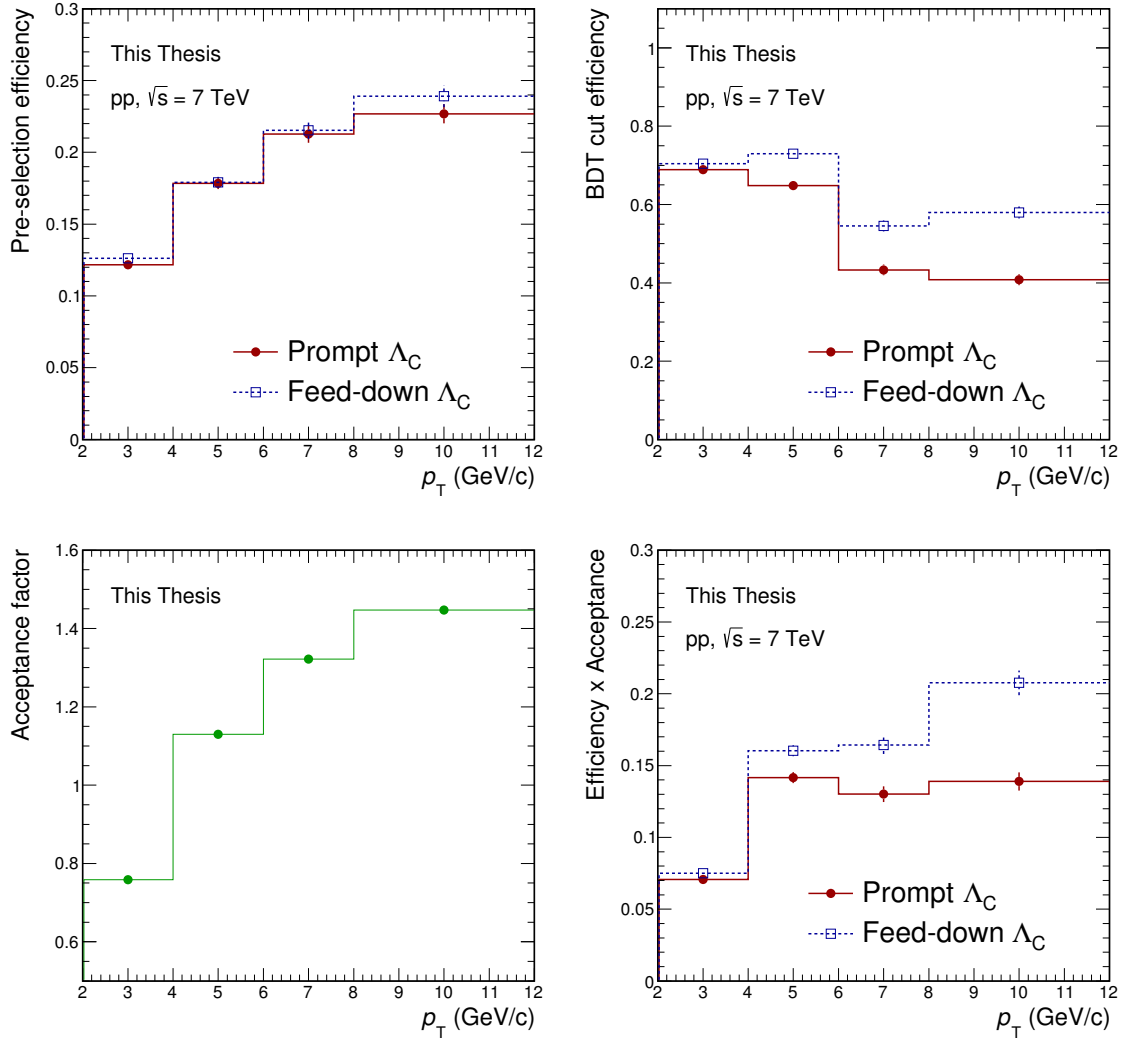 Pre-selection efficiency
0.3
0.25
0.2
0.15
0.1
0.05
0
This Thesis
pp, √s = 7 TeV
Prompt Λ_C
Feed-down Λ_C
2 3 4 5 6 7 8 9 10 11 12
p_T (GeV/c)
BDT cut efficiency
1
0.8
0.6
0.4
0.2
0
This Thesis
pp, √s = 7 TeV
Prompt Λ_C
Feed-down Λ_C
2 3 4 5 6 7 8 9 10 11 12
p_T (GeV/c)
Acceptance factor
1.6
1.4
1.2
1
0.8
0.6
This Thesis
2 3 4 5 6 7 8 9 10 11 12
p_T (GeV/c)
Efficiency x Acceptance
0.3
0.25
0.2
0.15
0.1
0.05
0
This Thesis
pp, √s = 7 TeV
Prompt Λ_C
Feed-down Λ_C
2 3 4 5 6 7 8 9 10 11 12
p_T (GeV/c)